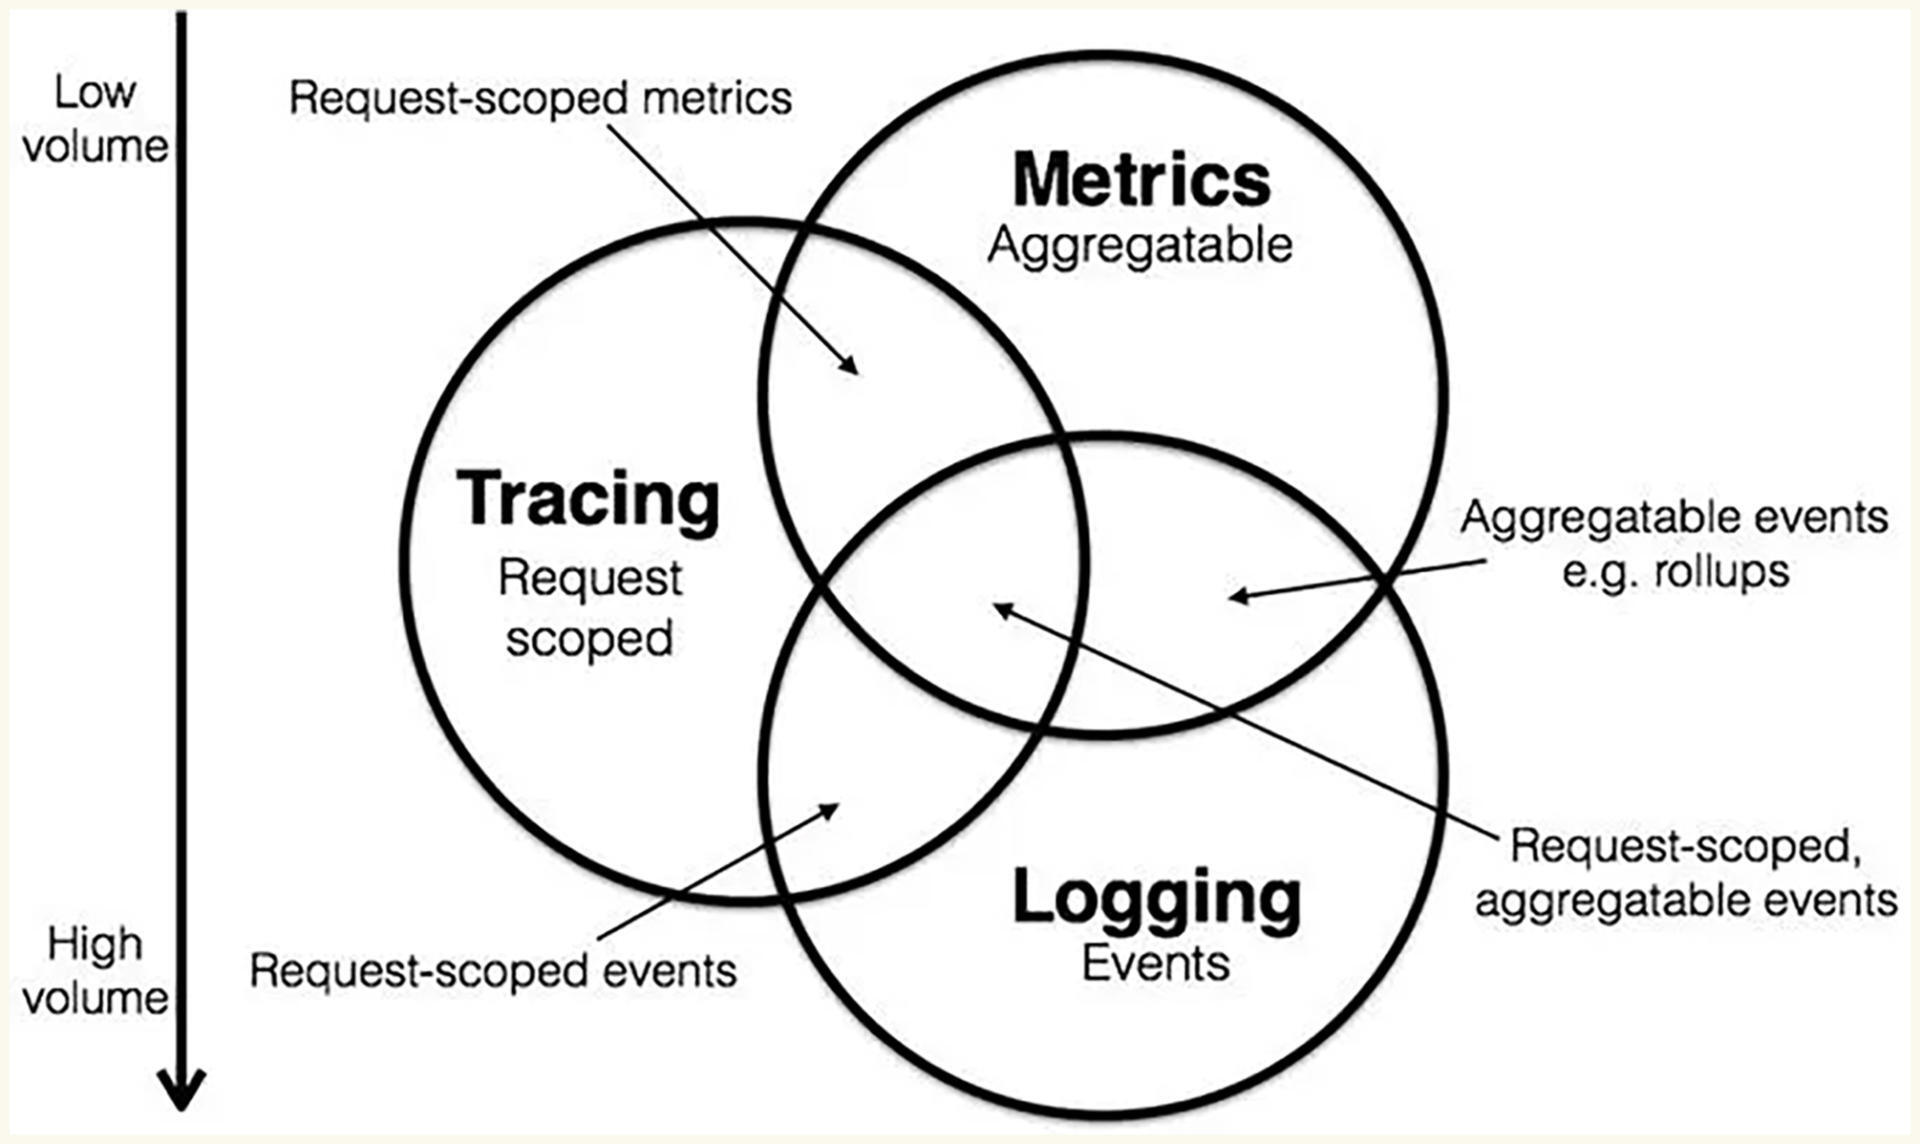 Low
volume
Request-scoped metrics
Metrics
Aggregatable
Tracing
Request
scoped
Aggregatable events
e.g. rollups
Request-scoped,
aggregatable events
Logging
Events
High
volume
Request-scoped events